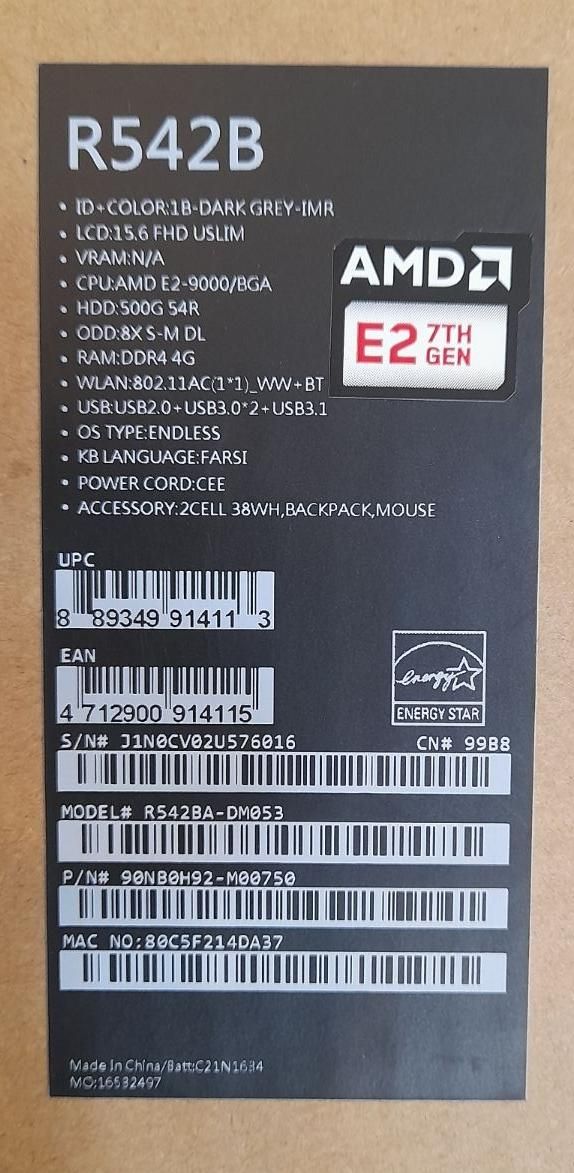 R542B
• ID+COLOR:1B-DARK GREY-IMR
• LCD:15.6 FHD USLIM
• VRAM:N/A
• CPU:AMD E2-9000/BGA
• HDD:500G 54R
• ODD:8X S-M DL
• RAM:DDR4 4G
• WLAN:802.11AC(1*1)_WW+BT
• USB:USB2.0+USB3.0*2+USB3.1
• OS TYPE:ENDLESS
• KB LANGUAGE:FARSI
• POWER CORD:CEE
• ACCESSORY:2CELL 38WH,BACKPACK,MOUSE
AMD
E2 7TH GEN
UPC
8 89349 91411 3
EAN
4 712900 914115
energy
ENERGY STAR
S/N# J1N0CV02U576016 CN# 99B8
MODEL# R542BA-DM053
P/N# 90NB0H92-M00750
MAC NO:80C5F214DA37
Made In China/Batt:C21N1634
MO:16532497